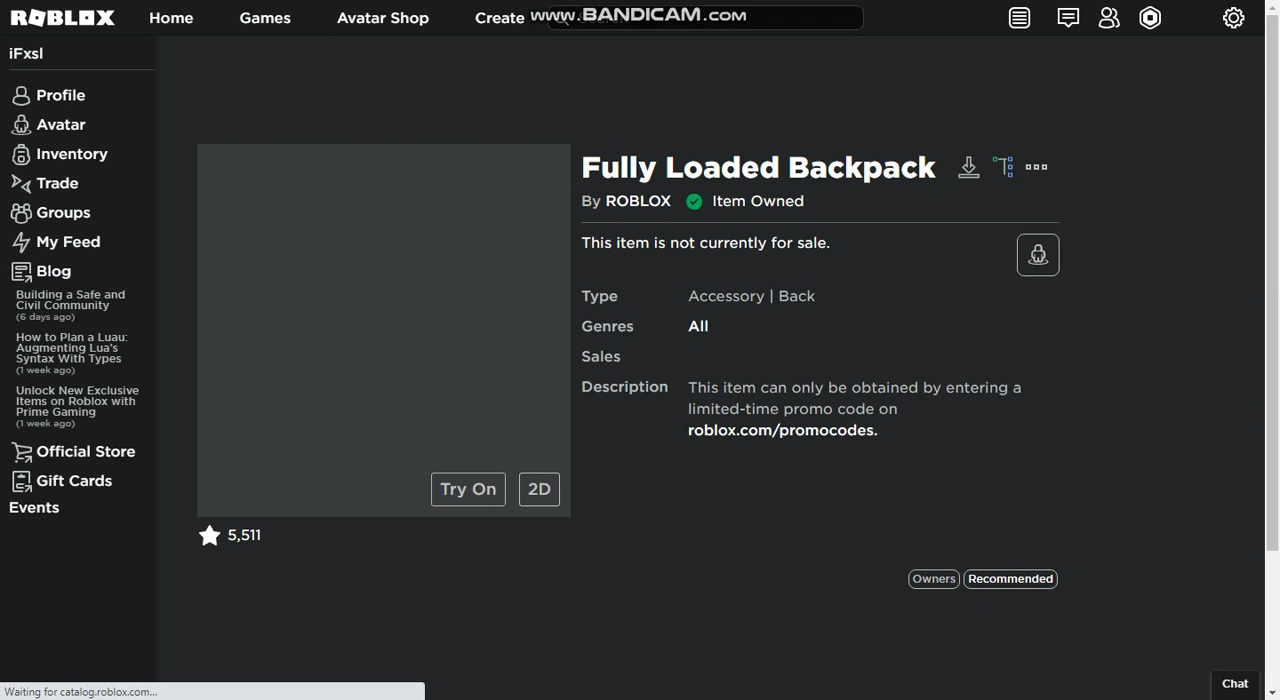 ROBLOX Home Games Avatar Shop Create www.BANDICAM.com
iFxsl
Profile
Avatar
Inventory
Trade
Groups
My Feed
Blog
Building a Safe and
Civil Community
(6 days ago)
How to Plan a Luau:
Augmenting Lua's
Syntax With Types
(1 week ago)
Unlock New Exclusive
Items on Roblox with
Prime Gaming
(1 week ago)
Official Store
Gift Cards
Events
Fully Loaded Backpack
By ROBLOX Item Owned
This item is not currently for sale.
Type Accessory | Back
Genres All
Sales
Description This item can only be obtained by entering a
limited-time promo code on
roblox.com/promocodes.
Try On 2D
5,511
Owners Recommended
Chat
Waiting for catalog.roblox.com...